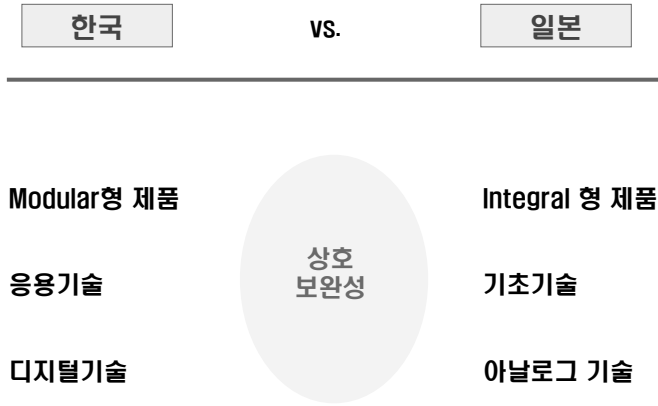 한국 vs. 일본
Modular형 제품
Integral 형 제품
상호
보완성
응용기술
기초기술
디지털기술
아날로그 기술